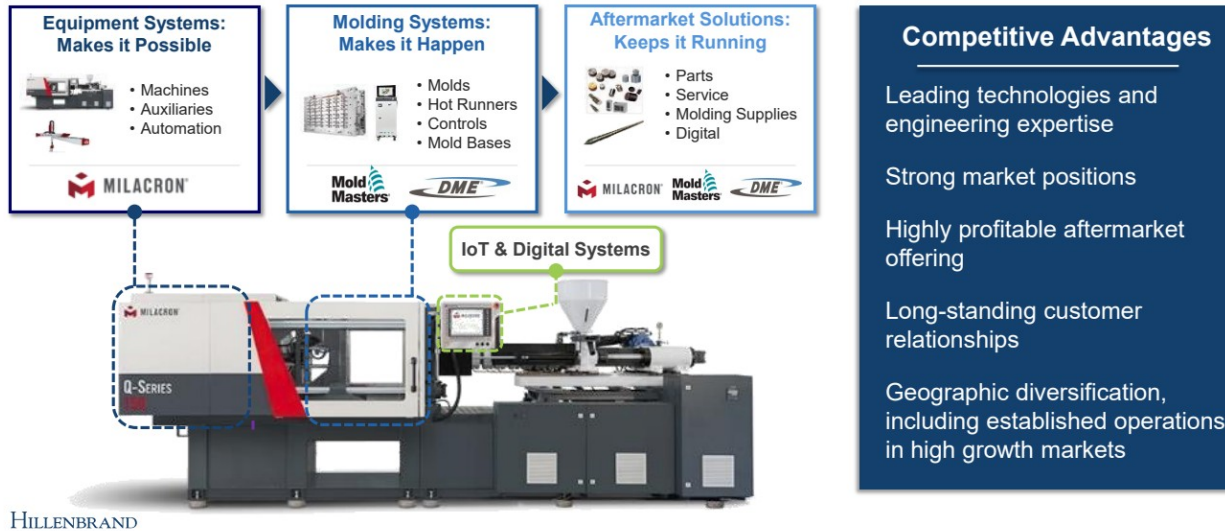 Equipment Systems:
Makes it Possible
• Machines
• Auxiliaries
• Automation
MILACRON®
Molding Systems:
Makes it Happen
• Molds
• Hot Runners
• Controls
• Mold Bases
Mold
Masters
DME
Aftermarket Solutions:
Keeps it Running
• Parts
• Service
• Molding Supplies
• Digital
MILACRON®
Mold
Masters
DME
IoT & Digital Systems
MILACRON
Q-SERIES
HILLENBRAND
Competitive Advantages
Leading technologies and
engineering expertise
Strong market positions
Highly profitable aftermarket
offering
Long-standing customer
relationships
Geographic diversification,
including established operations
in high growth markets